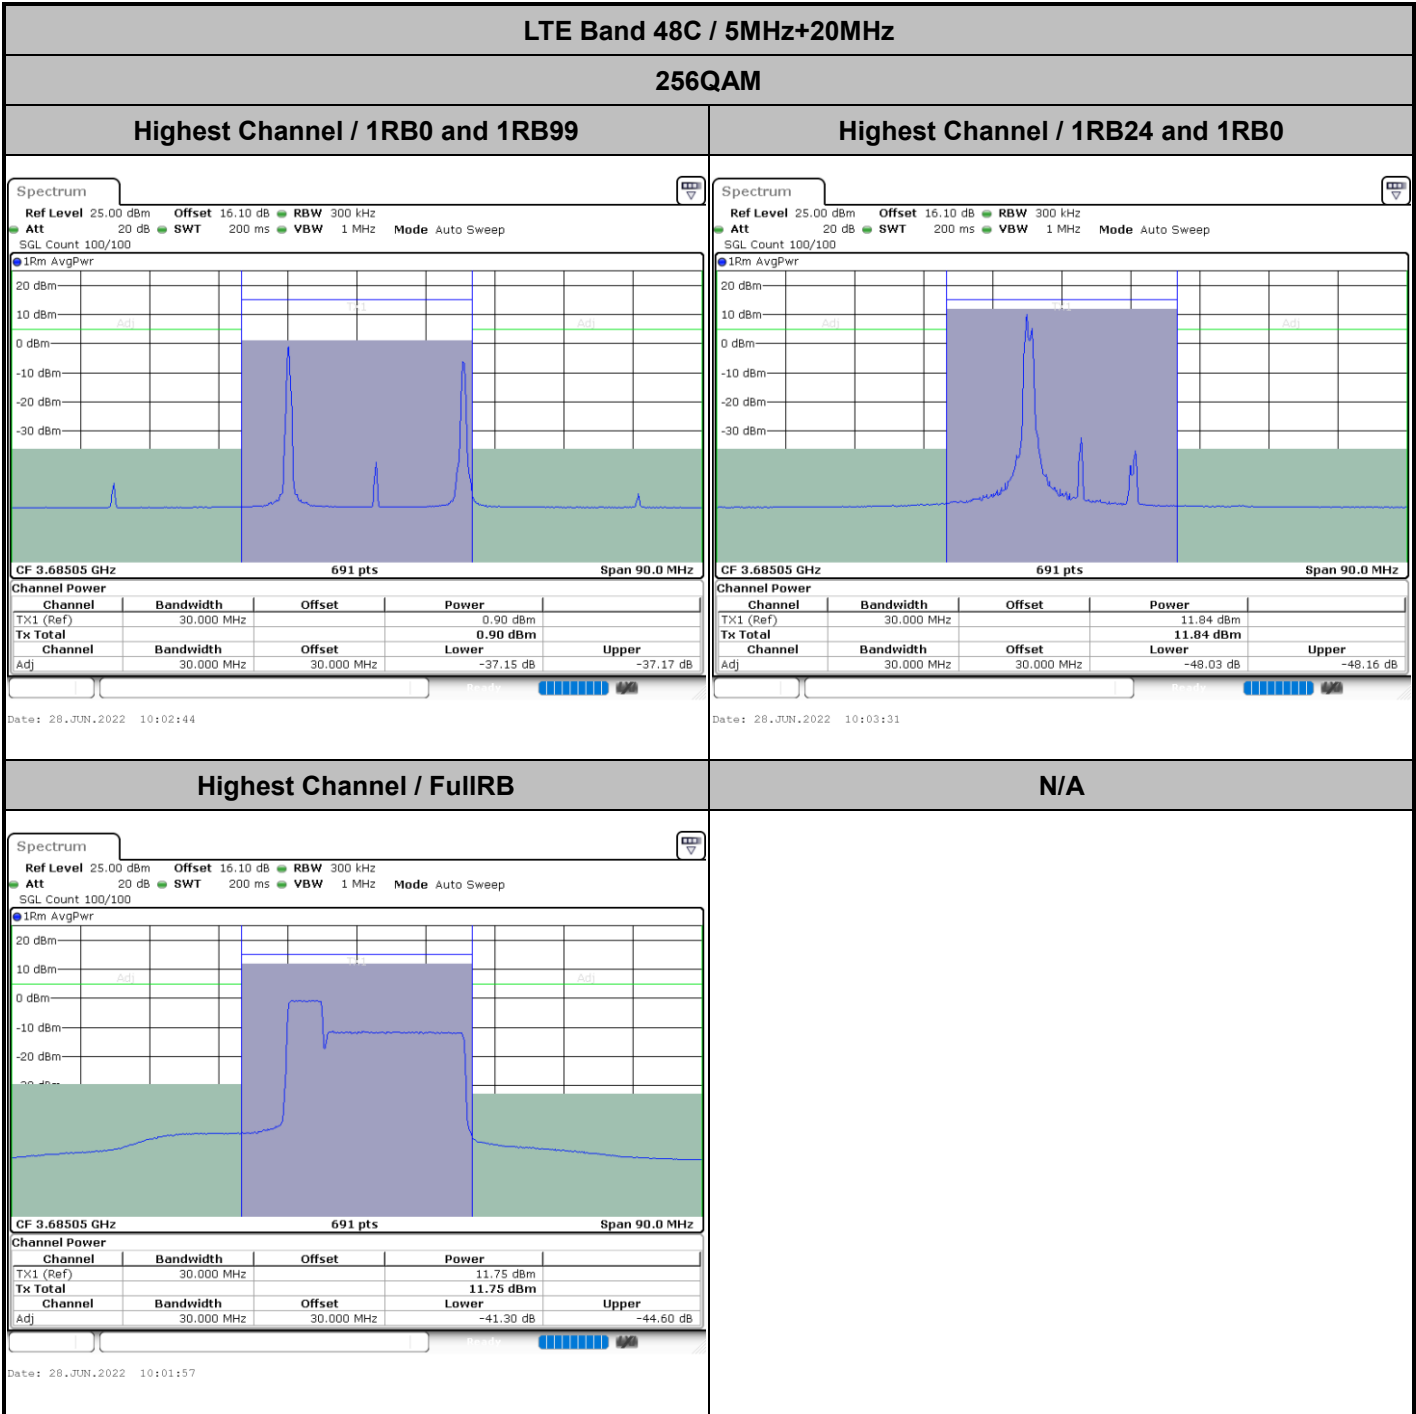 LTE Band 48C / 5MHz+20MHz
256QAM
Highest Channel / 1RB0 and 1RB99
Highest Channel / 1RB24 and 1RB0
Spectrum
Ref Level 25.00 dBm Offset 16.10 dB RBW 300 kHz
Att 20 dB SWT 200 ms VBW 1 MHz Mode Auto Sweep
SGL Count 100/100
1Rm AvgPwr
20 dBm
10 dBm
0 dBm
-10 dBm
-20 dBm
-30 dBm
Adj
TX1
Adj
CF 3.68505 GHz 691 pts Span 90.0 MHz
Channel Power
Channel Bandwidth Offset Power
TX1 (Ref) 30.000 MHz 0.90 dBm
Tx Total 0.90 dBm
Channel Bandwidth Offset Lower Upper
Adj 30.000 MHz 30.000 MHz -37.15 dB -37.17 dB
Ready
Date: 28.JUN.2022 10:02:44
Spectrum
Ref Level 25.00 dBm Offset 16.10 dB RBW 300 kHz
Att 20 dB SWT 200 ms VBW 1 MHz Mode Auto Sweep
SGL Count 100/100
1Rm AvgPwr
20 dBm
10 dBm
0 dBm
-10 dBm
-20 dBm
-30 dBm
Adj
TX1
Adj
CF 3.68505 GHz 691 pts Span 90.0 MHz
Channel Power
Channel Bandwidth Offset Power
TX1 (Ref) 30.000 MHz 11.84 dBm
Tx Total 11.84 dBm
Channel Bandwidth Offset Lower Upper
Adj 30.000 MHz 30.000 MHz -48.03 dB -48.16 dB
Ready
Date: 28.JUN.2022 10:03:31
Highest Channel / FullRB
N/A
Spectrum
Ref Level 25.00 dBm Offset 16.10 dB RBW 300 kHz
Att 20 dB SWT 200 ms VBW 1 MHz Mode Auto Sweep
SGL Count 100/100
1Rm AvgPwr
20 dBm
10 dBm
0 dBm
-10 dBm
-20 dBm
-30 dBm
Adj
TX1
Adj
CF 3.68505 GHz 691 pts Span 90.0 MHz
Channel Power
Channel Bandwidth Offset Power
TX1 (Ref) 30.000 MHz 11.75 dBm
Tx Total 11.75 dBm
Channel Bandwidth Offset Lower Upper
Adj 30.000 MHz 30.000 MHz -41.30 dB -44.60 dB
Ready
Date: 28.JUN.2022 10:01:57